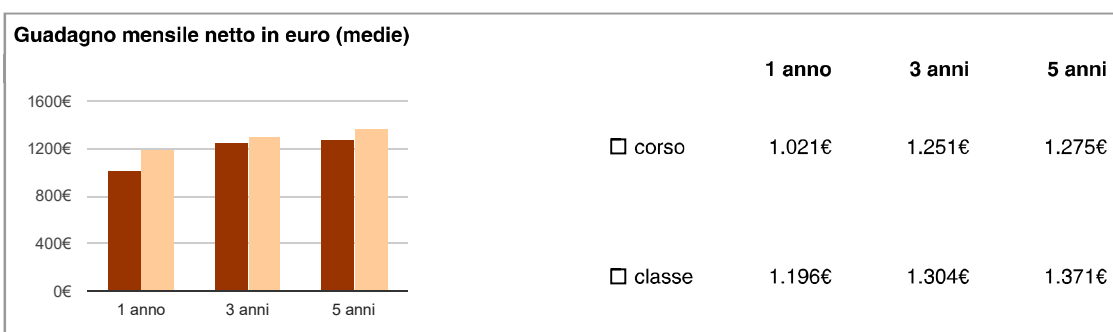 Guadagno mensile netto in euro (medie)
1 anno 3 anni 5 anni
1600€
1200€
800€
400€
0€
1 anno 3 anni 5 anni
corso 1.021€ 1.251€ 1.275€
classe 1.196€ 1.304€ 1.371€